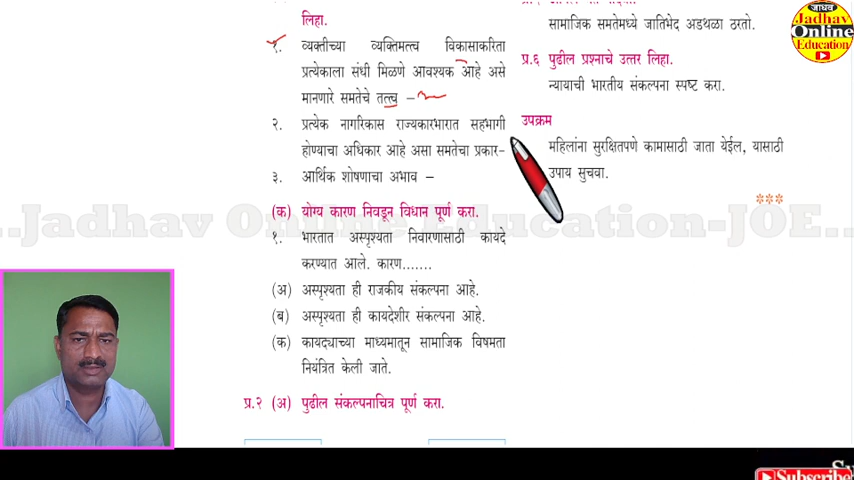 लिहा.
१. व्यक्तीच्या व्यक्तिमत्त्व विकासाकरिता
प्रत्येकाला संधी मिळणे आवश्यक आहे असे
मानणारे समतेचे तत्त्व –
२. प्रत्येक नागरिकास राज्यकारभारात सहभागी
होण्याचा अधिकार आहे असा समतेचा प्रकार-
३. आर्थिक शोषणाचा अभाव –
(क) योग्य कारण निवडून विधान पूर्ण करा.
१. भारतात अस्पृश्यता निवारणासाठी कायदे
करण्यात आले. कारण.......
(अ) अस्पृश्यता ही राजकीय संकल्पना आहे.
(ब) अस्पृश्यता ही कायदेशीर संकल्पना आहे.
(क) कायद्याच्या माध्यमातून सामाजिक विषमता
नियंत्रित केली जाते.
प्र.२ (अ) पुढील संकल्पनाचित्र पूर्ण करा.
सामाजिक समतेमध्ये जातिभेद अडथळा ठरतो.
प्र.६ पुढील प्रश्नाचे उत्तर लिहा.
न्यायाची भारतीय संकल्पना स्पष्ट करा.
उपक्रम
महिलांना सुरक्षितपणे कामासाठी जाता येईल, यासाठी
उपाय सुचवा.
***
..Jadhav Online Education-JOE..
जाधव
Jadhav
Online
Education
Subscribe